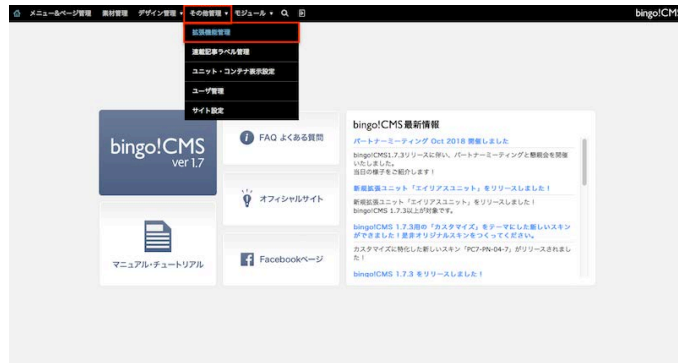 メニュー&ページ管理 素材管理 デザイン管理 ▾ その他管理 ▾ モジュール ▾ bingo!CMS
拡張機能管理
連載記事ラベル管理
ユニット・コンテナ表示設定
ユーザ管理
サイト設定
bingo!CMS
ver 1.7
FAQ よくある質問
オフィシャルサイト
マニュアル・チュートリアル
Facebookページ
bingo!CMS最新情報
パートナーミーティング Oct 2018 開催しました
bingo!CMS1.7.3リリースに伴い、パートナーミーティングと懇親会を開催
いたしました。
当日の様子をご紹介します！
新規拡張ユニット「エイリアスユニット」をリリースしました！
新規拡張ユニット「エイリアスユニット」をリリースしました！
bingo!CMS 1.7.3以上が対象です。
bingo!CMS 1.7.3用の「カスタマイズ」をテーマにした新しいスキン
ができました！是非オリジナルスキンをつくってください。
カスタマイズに特化した新しいスキン「PC7-PN-04-7」がリリースされまし
た！
bingo!CMS 1.7.3 をリリースしました！